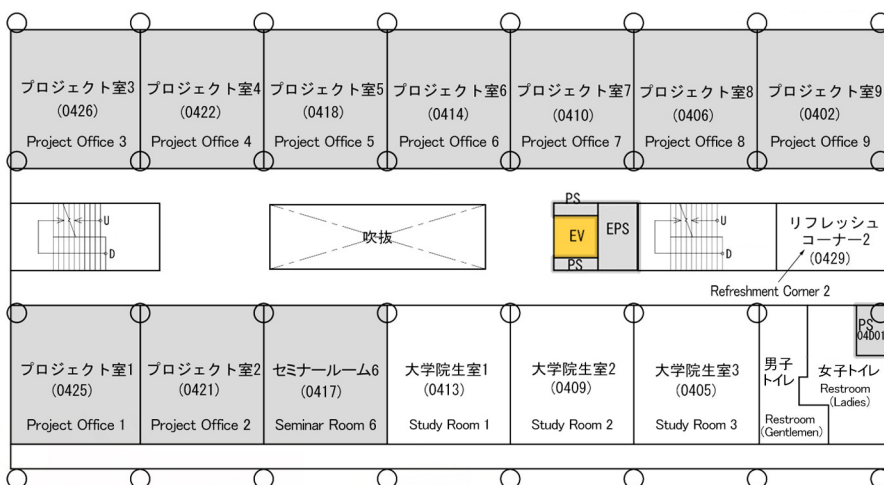 プロジェクト室3
(0426)
Project Office 3
プロジェクト室4
(0422)
Project Office 4
プロジェクト室5
(0418)
Project Office 5
プロジェクト室6
(0414)
Project Office 6
プロジェクト室7
(0410)
Project Office 7
プロジェクト室8
(0406)
Project Office 8
プロジェクト室9
(0402)
Project Office 9
U
D
吹抜
PS
EV
EPS
PS
U
D
リフレッシュ
コーナー2
(0429)
Refreshment Corner 2
プロジェクト室1
(0425)
Project Office 1
プロジェクト室2
(0421)
Project Office 2
セミナールーム6
(0417)
Seminar Room 6
大学院生室1
(0413)
Study Room 1
大学院生室2
(0409)
Study Room 2
大学院生室3
(0405)
Study Room 3
男子
トイレ
Restroom
(Gentlemen)
PS
04D01
女子トイレ
Restroom
(Ladies)